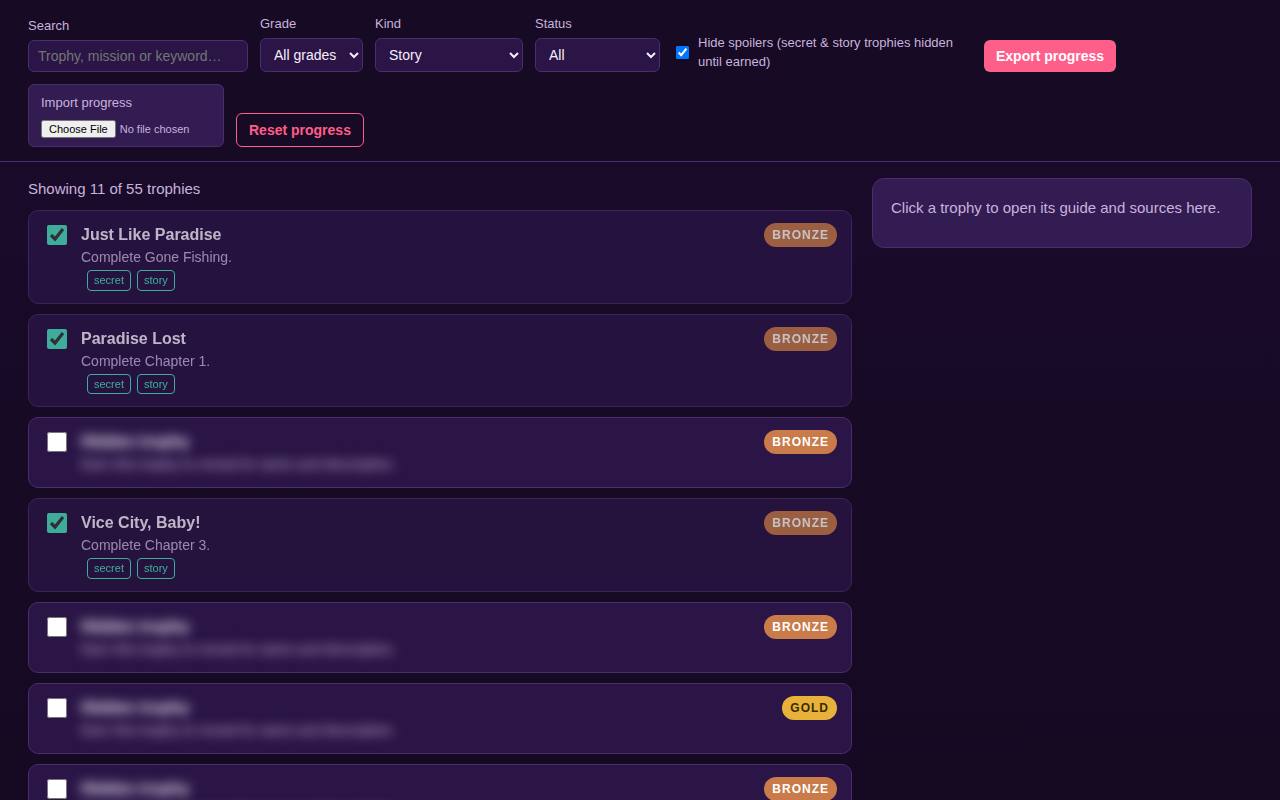 Search
Grade
Kind
Status
Trophy, mission or keyword…
All grades
Story
All
Hide spoilers (secret & story trophies hidden
until earned)
Export progress
Import progress
Choose File No file chosen
Reset progress
Showing 11 of 55 trophies
Click a trophy to open its guide and sources here.
Just Like Paradise
BRONZE
Complete Gone Fishing.
secret story
Paradise Lost
BRONZE
Complete Chapter 1.
secret story
BRONZE
Vice City, Baby!
BRONZE
Complete Chapter 3.
secret story
BRONZE
GOLD
BRONZE